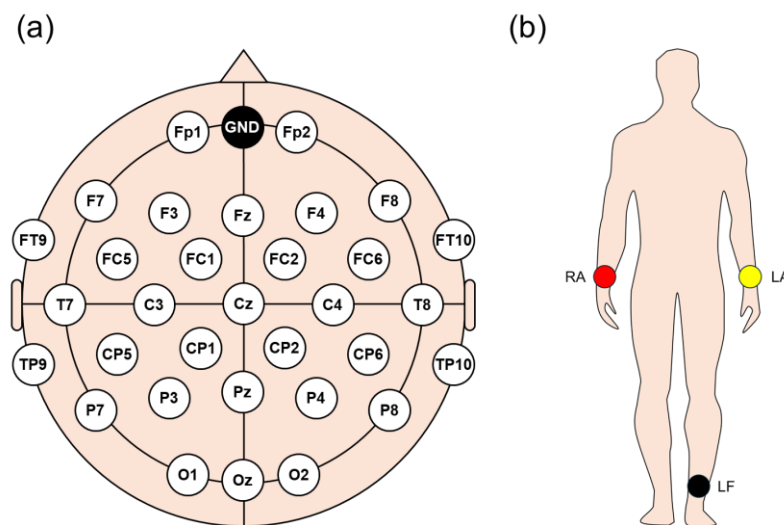 (a)
(b)
Fp1 GND Fp2
F7 F3 Fz F4 F8
FT9 FC5 FC1 FC2 FC6 FT10
T7 C3 Cz C4 T8
TP9 CP5 CP1 CP2 CP6 TP10
P7 P3 Pz P4 P8
O1 Oz O2
RA
LA
LF